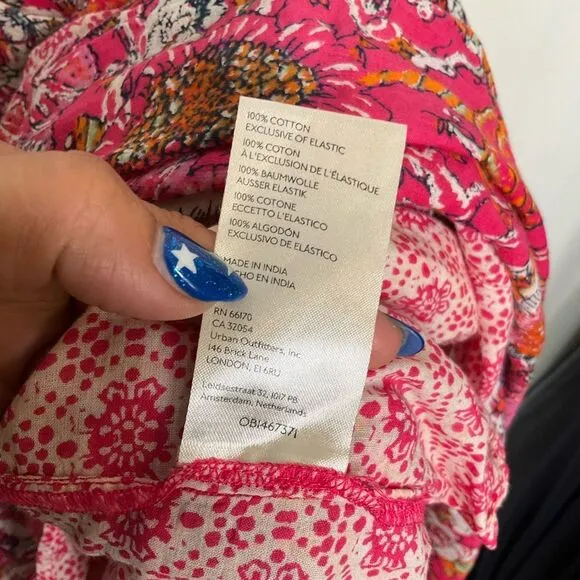 100% COTTON
EXCLUSIVE OF ELASTIC
100% COTON
À L'EXCLUSION DE L'ÉLASTIQUE
100% BAUMWOLLE
AUSSER ELASTIK
100% COTONE
ECCETTO L'ELASTICO
100% ALGODÓN
EXCLUSIVO DE ELÁSTICO
MADE IN INDIA
HO EN INDIA
RN 66170
CA 32054
Urban Outfitters, Inc.
146 Brick Lane
LONDON, E1 6RU
Leidsestraat 32, 1017 PB
Amsterdam, Netherlands
OB1467371